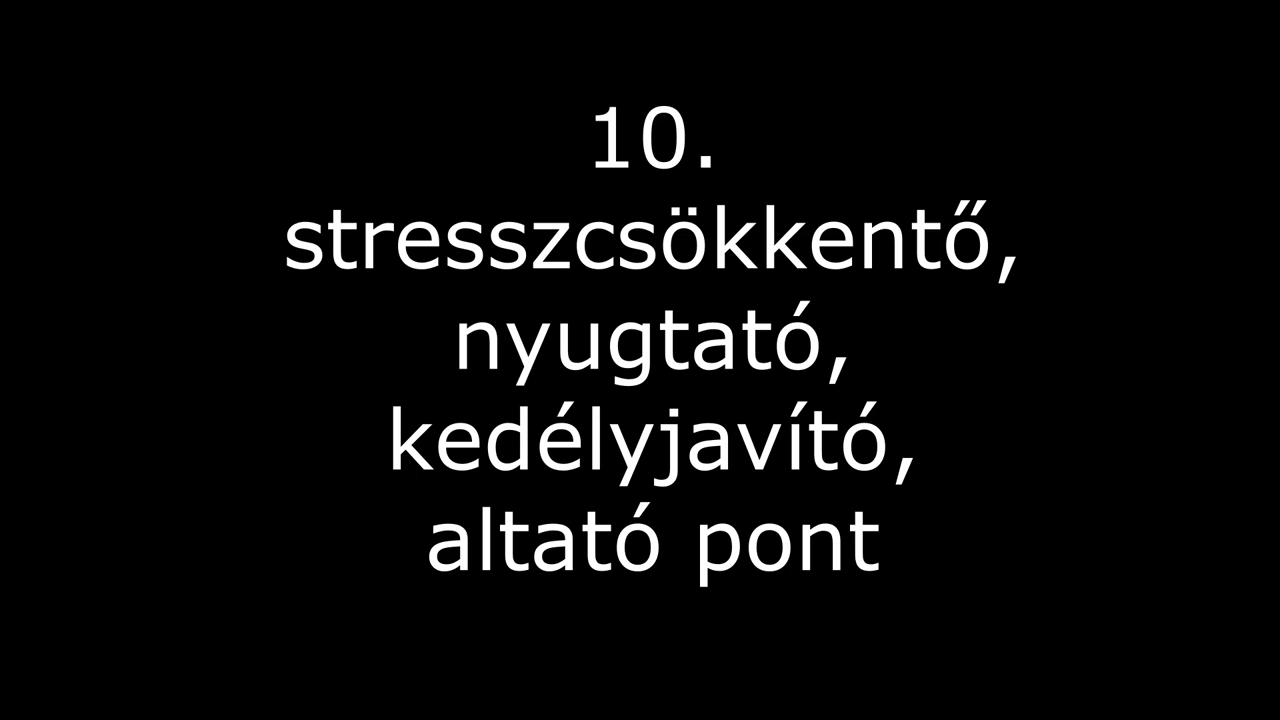 10.
stresszcsökkentő,
nyugtató,
kedélyjavító,
altató pont